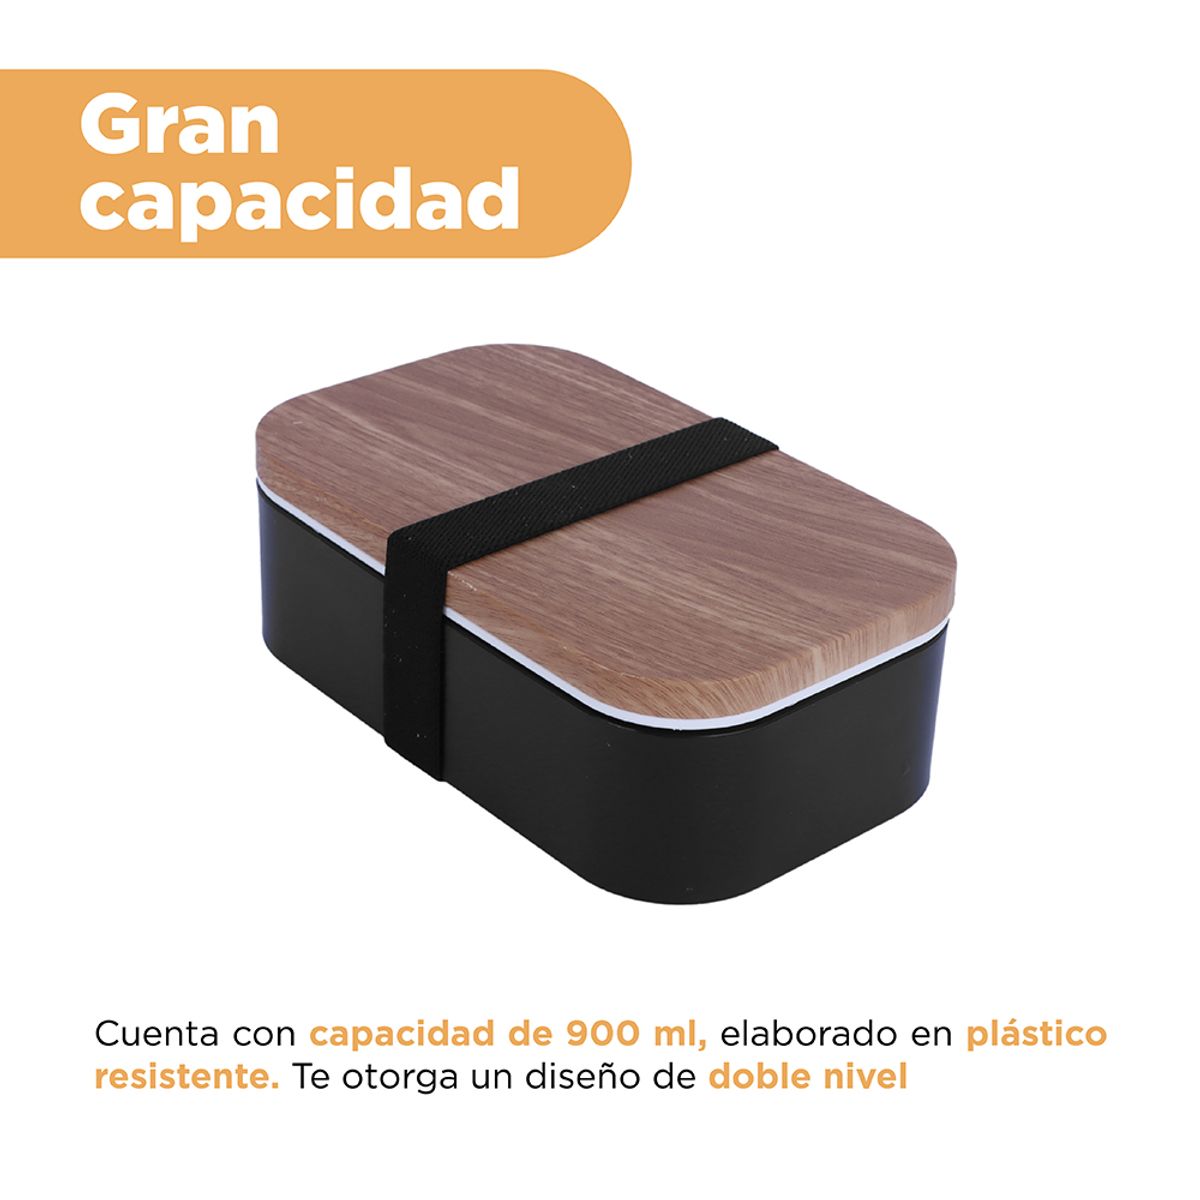 Gran
capacidad
Cuenta con capacidad de 900 ml, elaborado en plástico
resistente. Te otorga un diseño de doble nivel